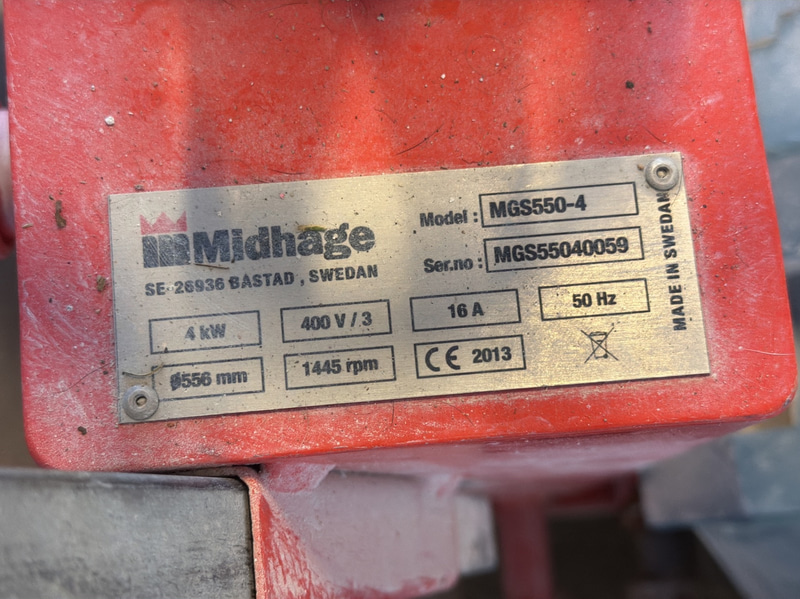 Midhage
SE- 26936 BASTAD , SWEDAN
Model : MGS550-4
Ser.no : MGS55040059
4 kW
400 V / 3
16 A
50 Hz
Ø556 mm
1445 rpm
CE 2013
MADE IN SWEDAN